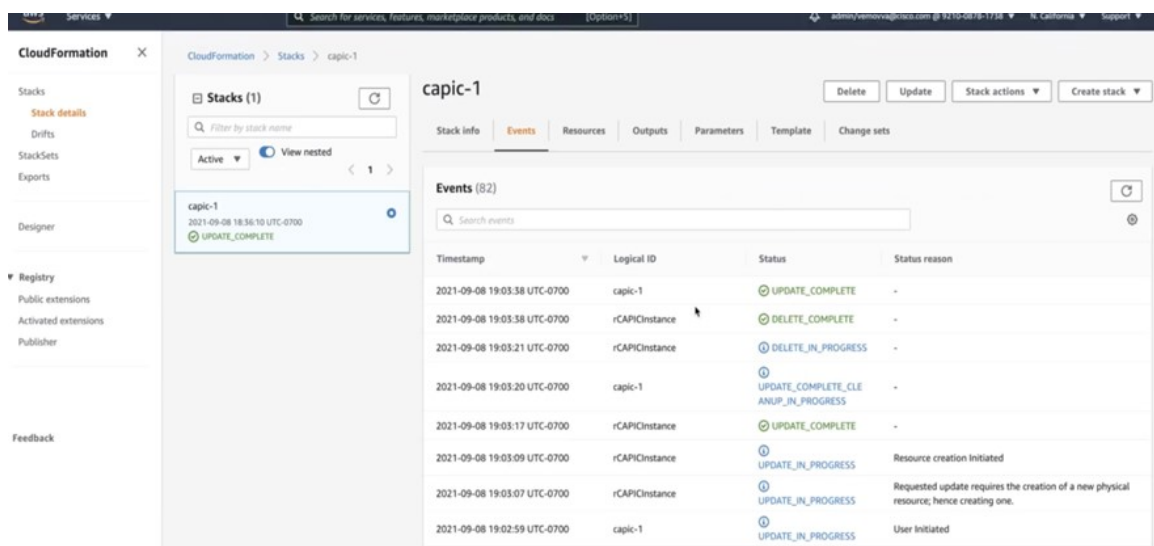 aws Services ▼ Search for services, features, marketplace products, and docs [Option+S] admin/vemovva@cisco.com @ 9210-0878-1738 ▼ N. California ▼ Support ▼
CloudFormation ×
Stacks
Stack details
Drifts
StackSets
Exports
Designer
Registry
Public extensions
Activated extensions
Publisher
Feedback
CloudFormation > Stacks > capic-1
Stacks (1)
Filter by stack name
Active ▼ View nested
< 1 >
capic-1
2021-09-08 18:36:10 UTC-0700
UPDATE_COMPLETE
capic-1
Delete Update Stack actions ▼ Create stack ▼
Stack info Events Resources Outputs Parameters Template Change sets
Events (82)
Search events
Timestamp Logical ID Status Status reason
2021-09-08 19:03:38 UTC-0700 capic-1 UPDATE_COMPLETE -
2021-09-08 19:03:38 UTC-0700 rCAPICInstance DELETE_COMPLETE -
2021-09-08 19:03:21 UTC-0700 rCAPICInstance DELETE_IN_PROGRESS -
2021-09-08 19:03:20 UTC-0700 capic-1 UPDATE_COMPLETE_CLE
ANUP_IN_PROGRESS -
2021-09-08 19:03:17 UTC-0700 rCAPICInstance UPDATE_COMPLETE -
2021-09-08 19:03:09 UTC-0700 rCAPICInstance UPDATE_IN_PROGRESS Resource creation Initiated
2021-09-08 19:03:07 UTC-0700 rCAPICInstance UPDATE_IN_PROGRESS Requested update requires the creation of a new physical
resource; hence creating one.
2021-09-08 19:02:59 UTC-0700 capic-1 UPDATE_IN_PROGRESS User Initiated